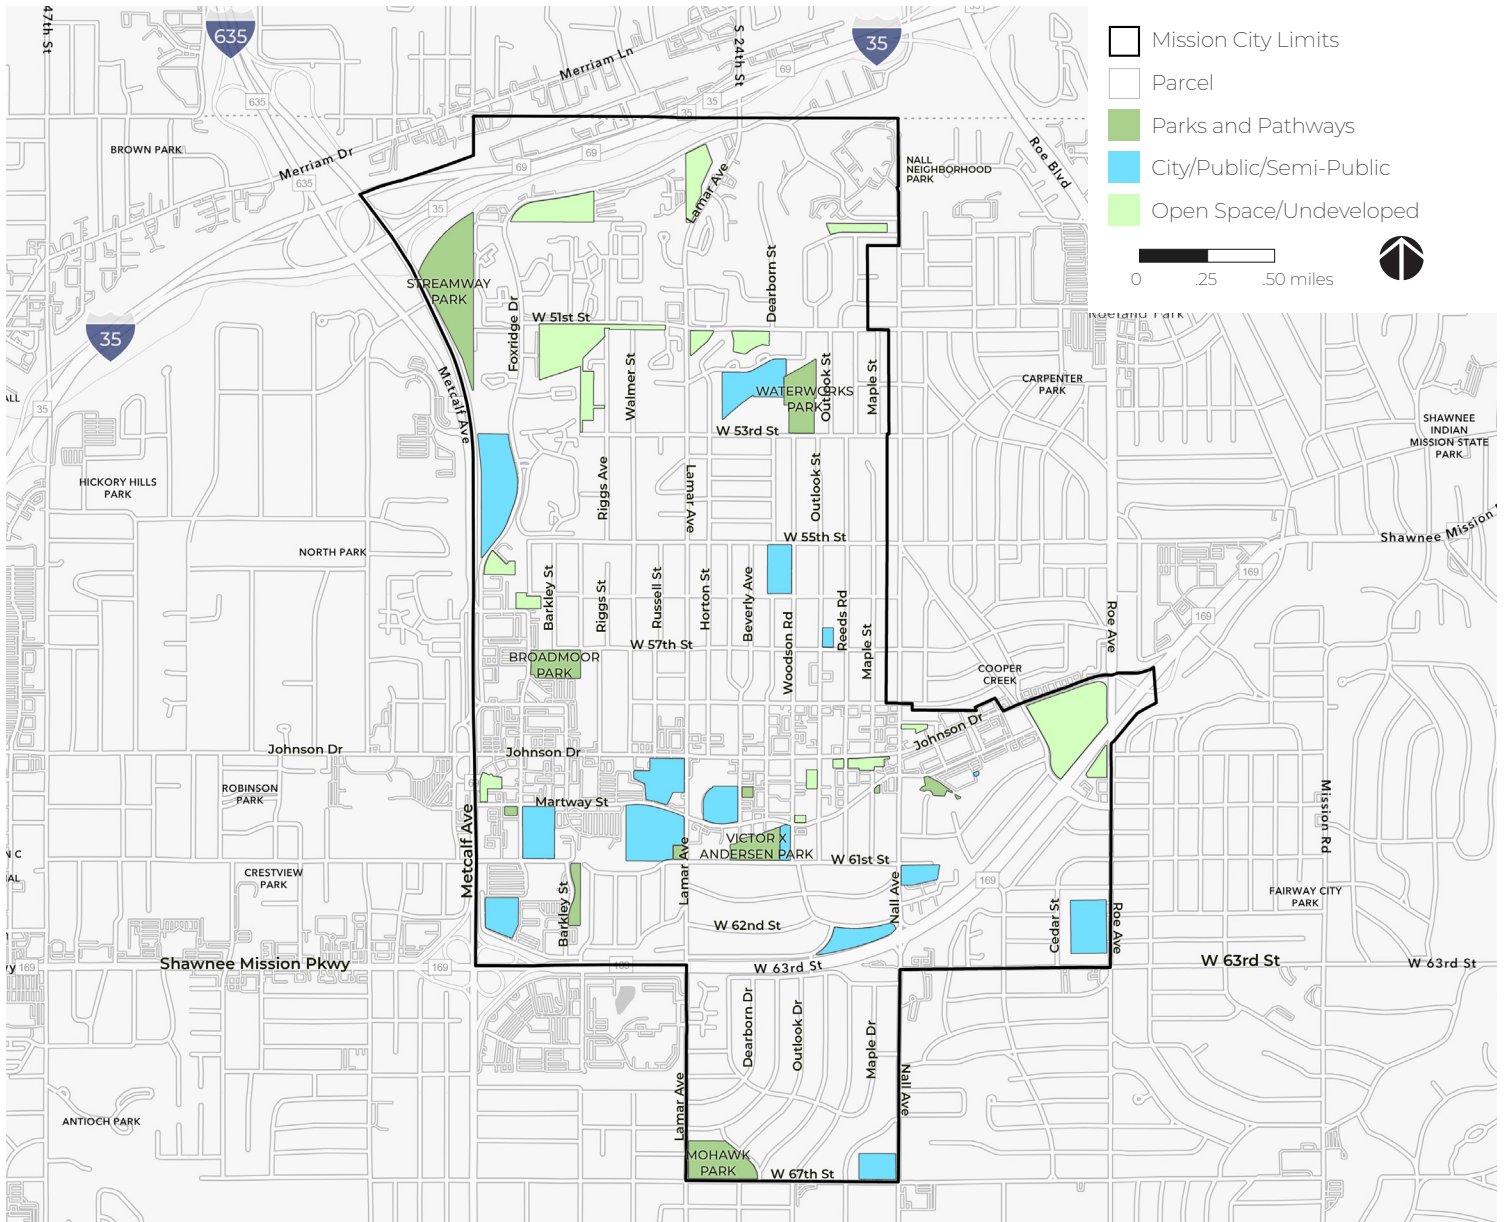 47th St
635
S 24th St
35
Merriam Ln
69
635
35
35
Mission City Limits
Parcel
Parks and Pathways
City/Public/Semi-Public
Open Space/Undeveloped
0 .25 .50 miles
BROWN PARK
Merriam Dr
635
69
69
35
Lamar Ave
NALL
NEIGHBORHOOD
PARK
Roe Blvd
STREAMWAY
PARK
Dearborn St
Foxridge Dr
W 51st St
35
35
Roeland Park
Metcalf Ave
Walmer St
WATERWORKS
PARK
Outlook St
Maple St
CARPENTER
PARK
W 53rd St
SHAWNEE
INDIAN
MISSION STATE
PARK
HICKORY HILLS
PARK
Riggs Ave
Lamar Ave
Outlook St
W 55th St
Shawnee Mission
NORTH PARK
169
Barkley St
Riggs St
Russell St
Horton St
Beverly Ave
Woodson Rd
Reeds Rd
Maple St
W 57th St
Roe Ave
169
BROADMOOR
PARK
COOPER
CREEK
Johnson Dr
Johnson Dr
Johnson Dr
ROBINSON
PARK
Martway St
Metcalf Ave
VICTOR X
ANDERSEN PARK
Lamar Ave
W 61st St
Mission Rd
CRESTVIEW
PARK
169
Nall Ave
FAIRWAY CITY
PARK
Barkley St
W 62nd St
Cedar St
Roe Ave
169
Shawnee Mission Pkwy
169
169
W 63rd St
W 63rd St
W 63rd St
Dearborn Dr
Outlook Dr
Maple Dr
Lamar Ave
Nall Ave
ANTIOCH PARK
MOHAWK
PARK
W 67th St